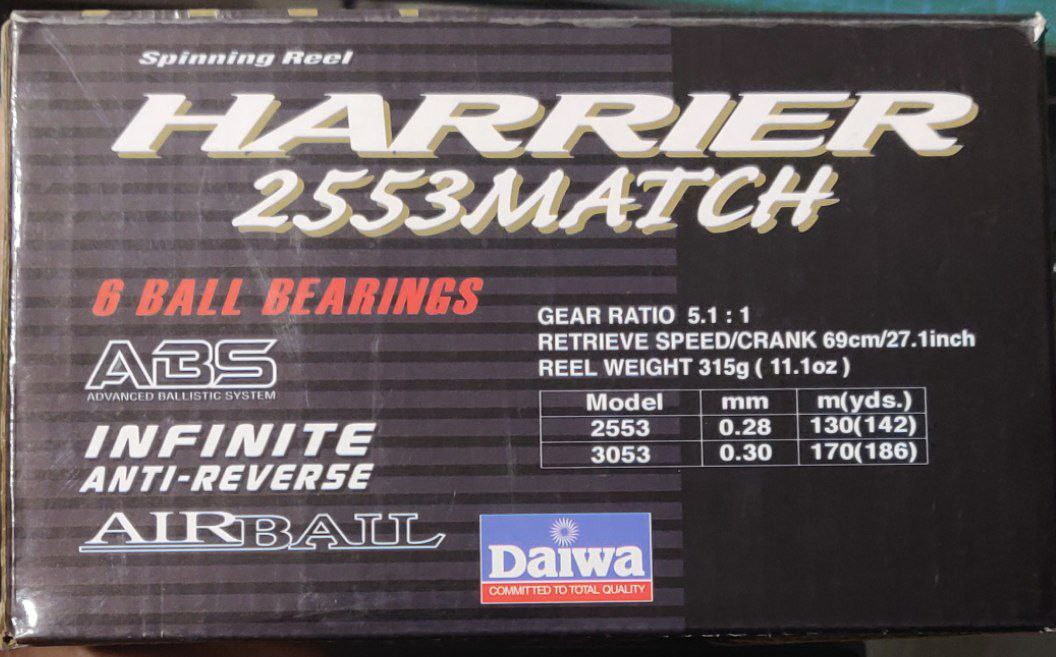 Spinning Reel
HARRIER
2553MATCH
6 BALL BEARINGS
ABS
ADVANCED BALLISTIC SYSTEM
INFINITE
ANTI-REVERSE
AIRBAIL
GEAR RATIO 5.1 : 1
RETRIEVE SPEED/CRANK 69cm/27.1inch
REEL WEIGHT 315g ( 11.1oz )
Model mm m(yds.)
2553 0.28 130(142)
3053 0.30 170(186)
Daiwa
COMMITTED TO TOTAL QUALITY